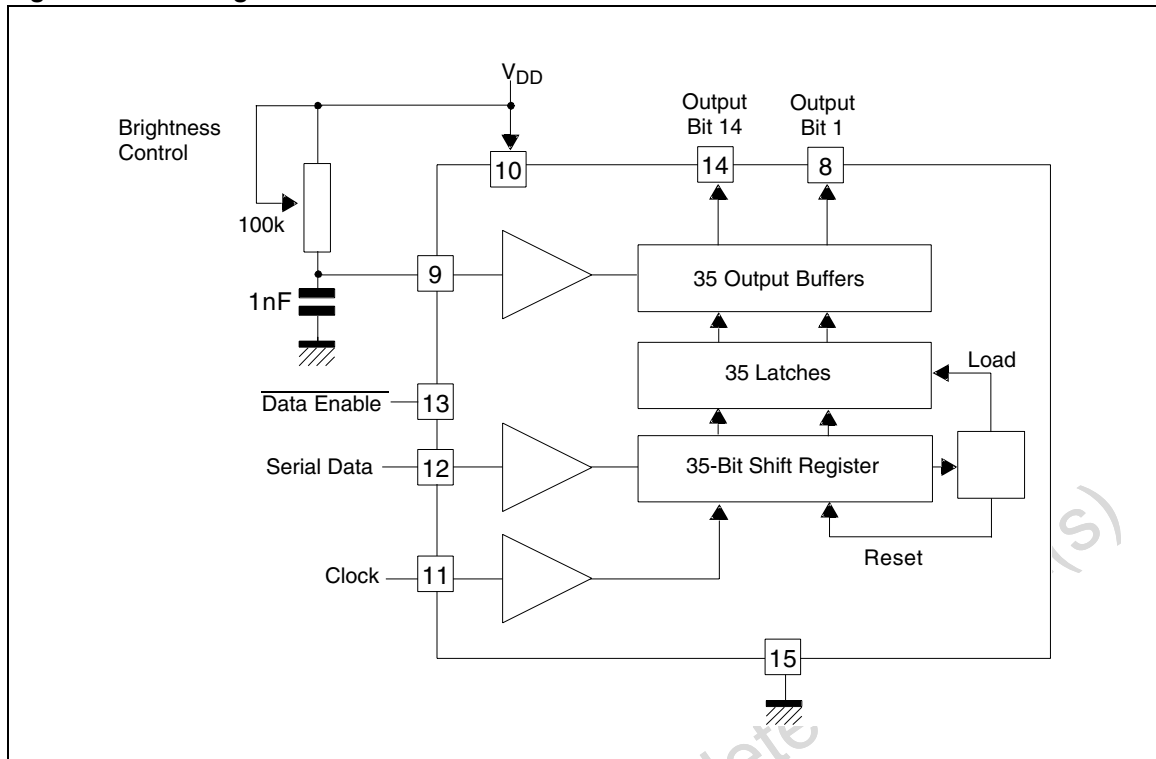 V_DD
Output
Bit 14
Output
Bit 1
Brightness
Control
10
14
8
100k
9
35 Output Buffers
1nF
35 Latches
Load
Data Enable
13
Serial Data
12
35-Bit Shift Register
Clock
11
Reset
(s)
15